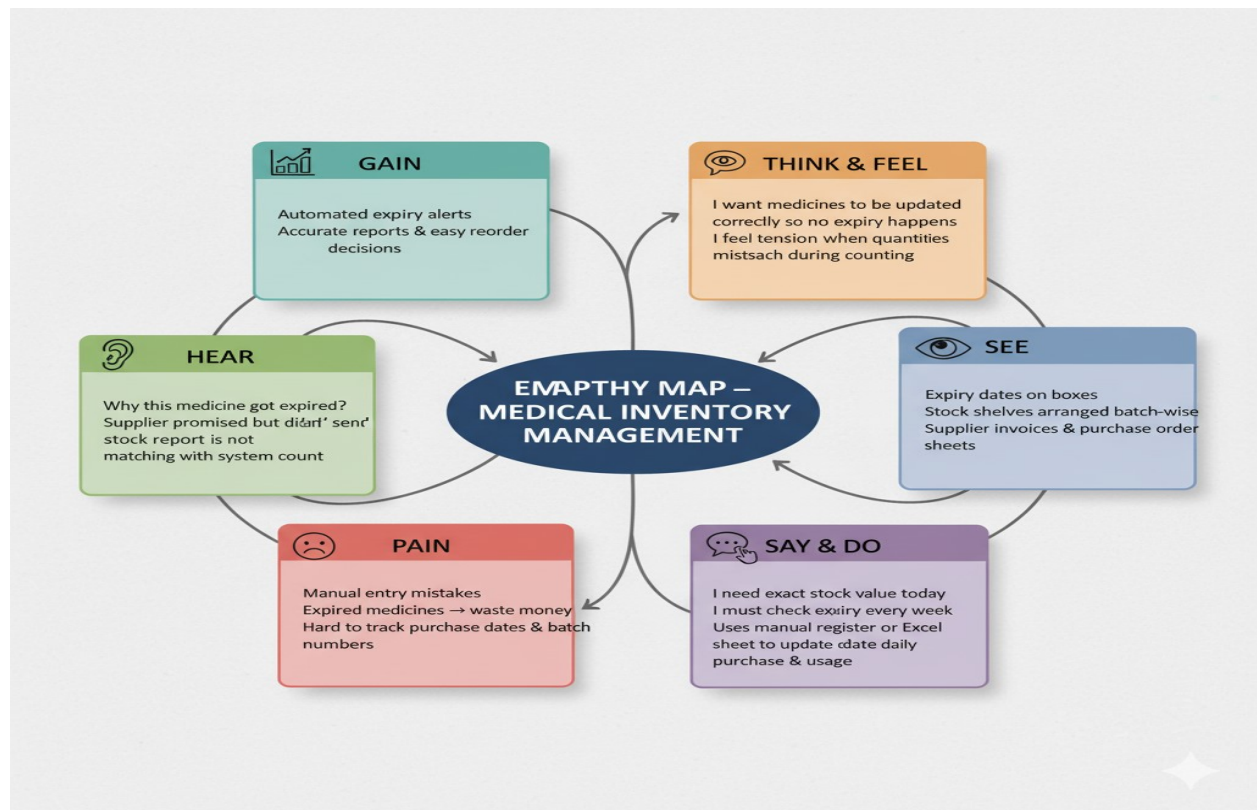 GAIN
Automated expiry alerts
Accurate reports & easy reorder
decisions
THINK & FEEL
I want medicines to be updated
correctly so no expiry happens
I feel tension when quantities
mistsach during counting
HEAR
Why this medicine got expired?
Supplier promised but
stock report is not
matching with system count
SEE
Expiry dates on boxes
Stock shelves arranged batch-wise
Supplier invoices & purchase order
sheets
EMAPTHY MAP –
MEDICAL INVENTORY
MANAGEMENT
PAIN
Manual entry mistakes
Expired medicines → waste money
Hard to track purchase dates & batch
numbers
SAY & DO
I need exact stock value today
I must check every week
Uses manual register or Excel
sheet to update daily
purchase & usage